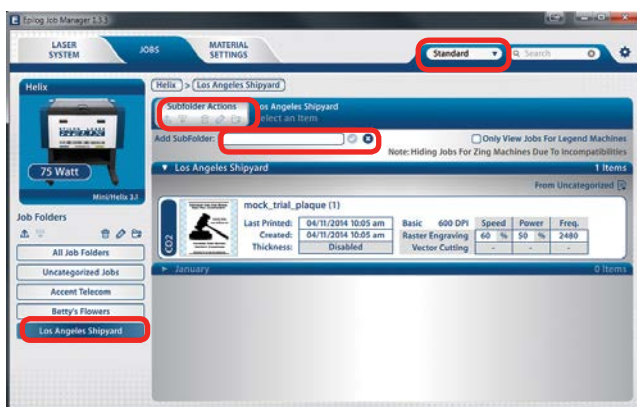 Epilog Job Manager 1.3.3
LASER SYSTEM
JOBS
MATERIAL SETTINGS
Standard
Search
Helix
75 Watt
Mini/Helix 2.1
Job Folders
All Job Folders
Uncategorized Jobs
Accent Telecom
Betty's Flowers
Los Angeles Shipyard
Helix > Los Angeles Shipyard
Subfolder Actions
Los Angeles Shipyard
Select an Item
Add SubFolder:
Only View Jobs For Legend Machines
Note: Hiding Jobs For Zing Machines Due To Incompatibilities
Los Angeles Shipyard 1 Items
From Uncategorized
CO2
mock_trial_plaque (1)
Last Printed: 04/11/2014 10:05 am
Created: 04/11/2014 10:05 am
Thickness: Disabled
Basic 600 DPI Speed Power Freq.
Raster Engraving 60 % 50 % 2480
Vector Cutting - - -
January 0 Items